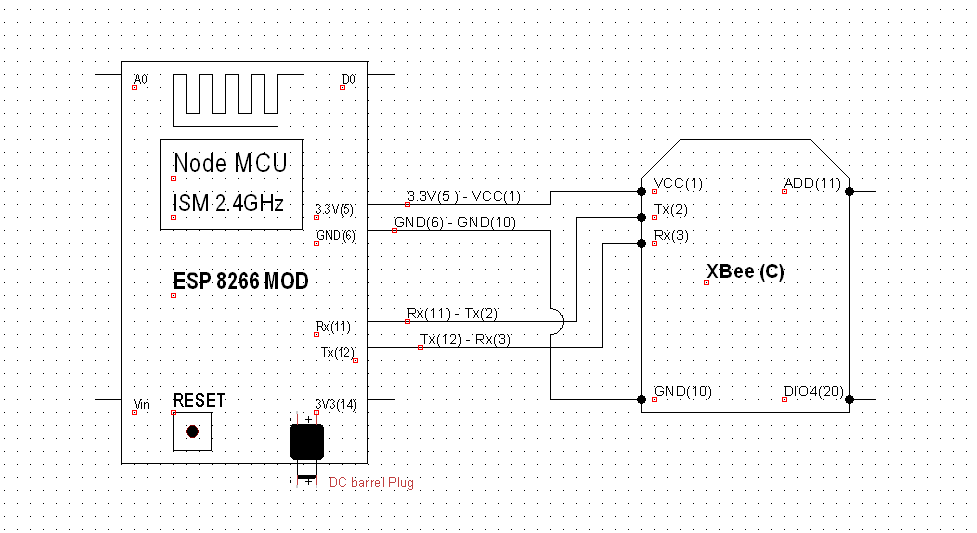 A0
D0
Node MCU
ISM 2.4GHz
3.3V(5)
GND(6)
3.3V(5 ) - VCC(1)
GND(6) - GND(10)
VCC(1)
ADD(11)
Tx(2)
Rx(3)
XBee (C)
ESP 8266 MOD
Rx(11)
Tx(12)
Rx(11) - Tx(2)
Tx(12) - Rx(3)
GND(10)
DIO4(20)
Vin
RESET
3V3(14)
+
+
DC barrel Plug